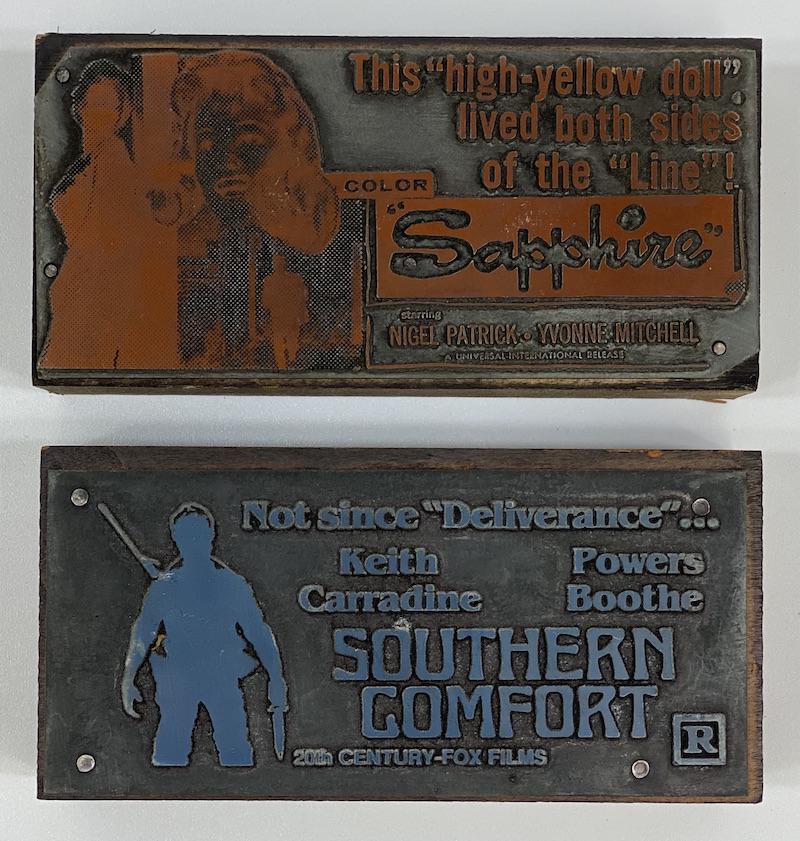 This "high-yellow doll"
lived both sides
of the "Line"!
COLOR
"Sapphire"
starring
NIGEL PATRICK • YVONNE MITCHELL
A UNIVERSAL-INTERNATIONAL RELEASE
Not since "Deliverance"...
Keith Powers
Carradine Boothe
SOUTHERN
COMFORT
R
20th CENTURY-FOX FILMS